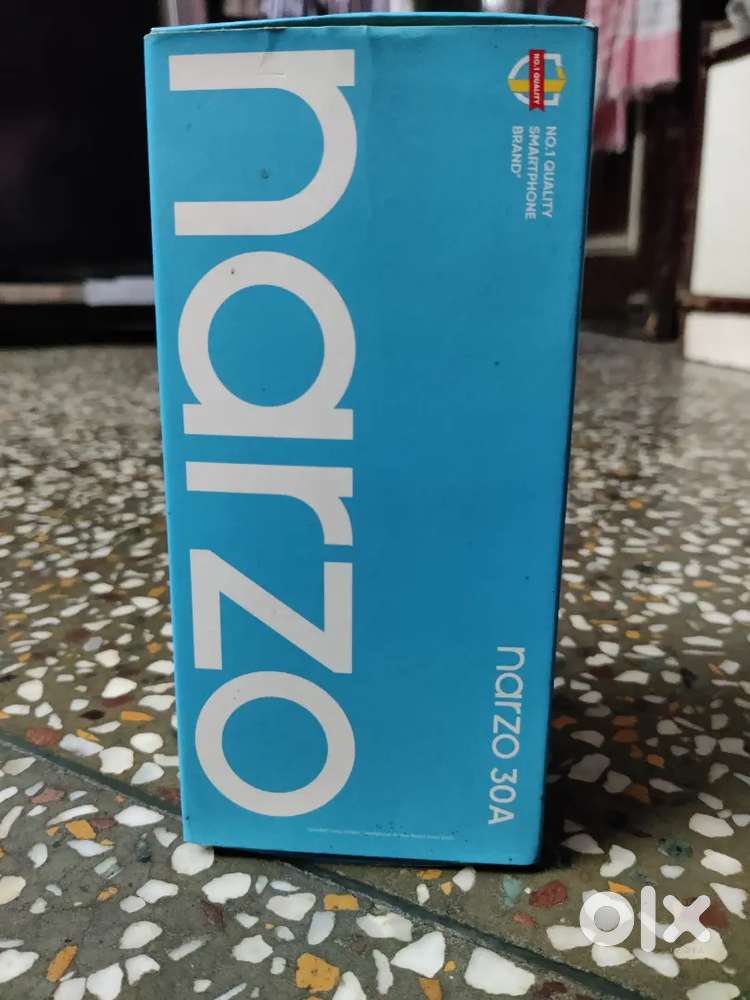 narzo
NO.1 QUALITY
NO.1 QUALITY
SMARTPHONE
BRAND*
narzo 30A
olx